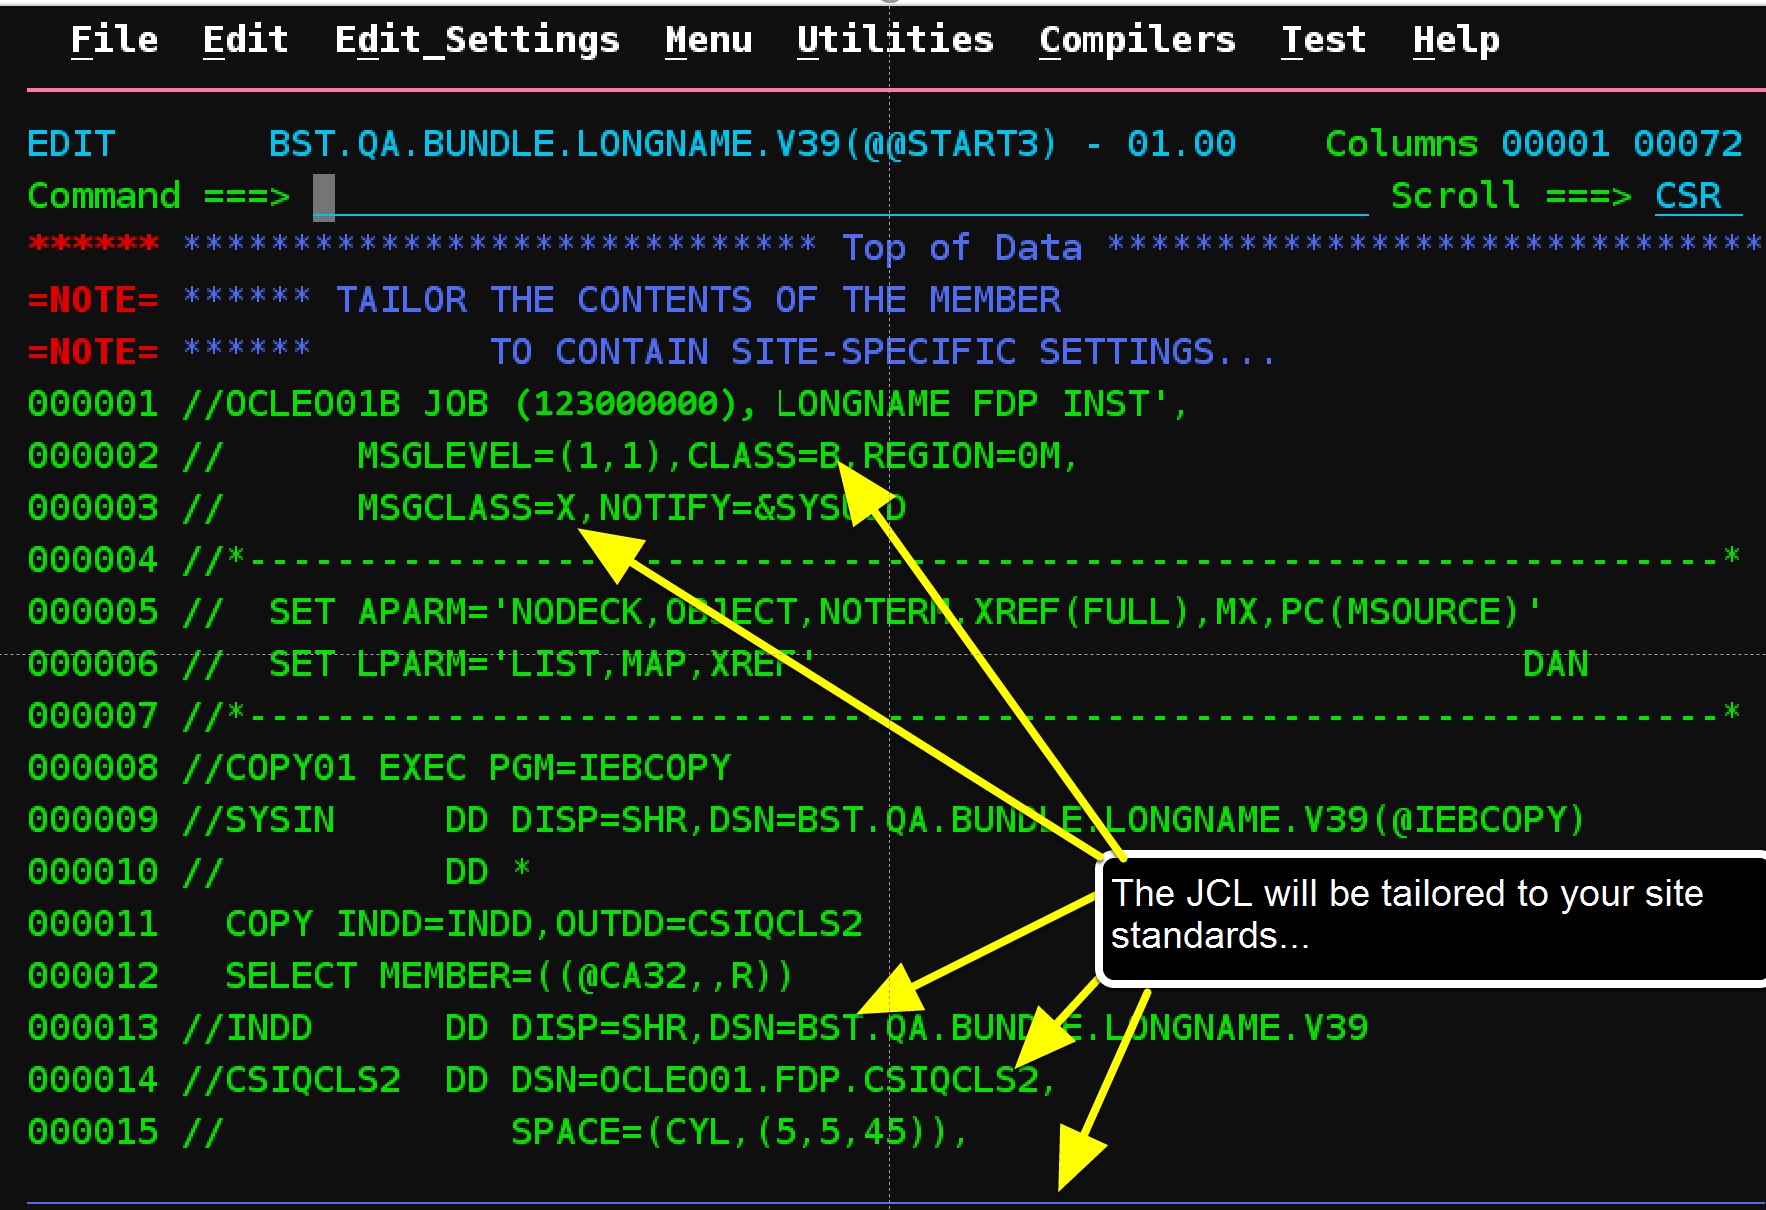 File  Edit  Edit_Settings  Menu  Utilities  Compilers  Test  Help
EDIT       BST.QA.BUNDLE.LONGNAME.V39(@@START3) - 01.00    Columns 00001 00072
Command ===>                                                  Scroll ===> CSR
****** ***************************** Top of Data ******************************
=NOTE= ****** TAILOR THE CONTENTS OF THE MEMBER
=NOTE= ******        TO CONTAIN SITE-SPECIFIC SETTINGS...
000001 //OCLEO01B JOB (123000000), LONGNAME FDP INST',
000002 //      MSGLEVEL=(1,1),CLASS=B,REGION=0M,
000003 //      MSGCLASS=X,NOTIFY=&SYSUID
000004 //*-------------------------------------------------------------------*
000005 //  SET APARM='NODECK,OBJECT,NOTERM,XREF(FULL),MX,PC(MSOURCE)'
000006 //  SET LPARM='LIST,MAP,XREF'                                DAN
000007 //*-------------------------------------------------------------------*
000008 //COPY01 EXEC PGM=IEBCOPY
000009 //SYSIN     DD DISP=SHR,DSN=BST.QA.BUNDLE.LONGNAME.V39(@IEBCOPY)
000010 //          DD *
000011   COPY INDD=INDD,OUTDD=CSIQCLS2
000012   SELECT MEMBER=((@CA32,,R))
000013 //INDD      DD DISP=SHR,DSN=BST.QA.BUNDLE.LONGNAME.V39
000014 //CSIQCLS2  DD DSN=OCLEO01.FDP.CSIQCLS2,
000015 //             SPACE=(CYL,(5,5,45)),
The JCL will be tailored to your site
standards...